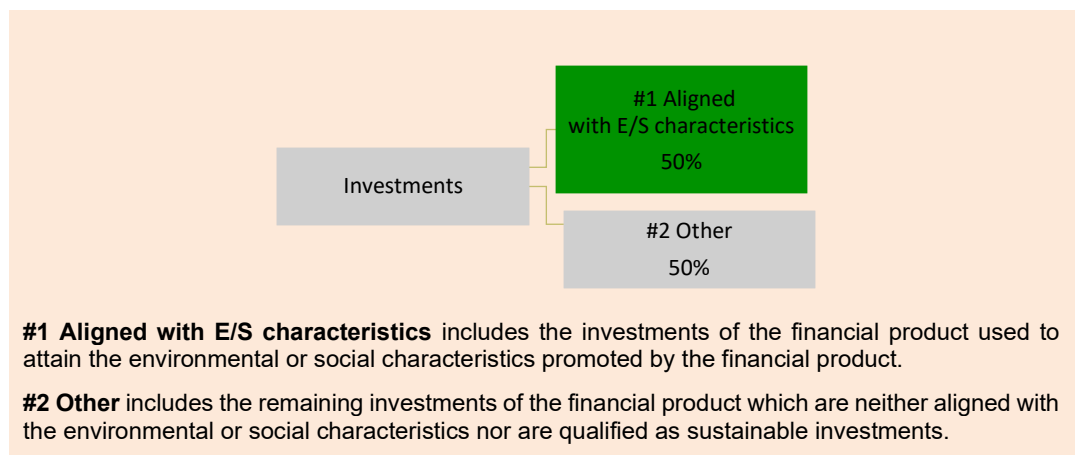 #1 Aligned
with E/S characteristics
50%
Investments
#2 Other
50%
#1 Aligned with E/S characteristics includes the investments of the financial product used to
attain the environmental or social characteristics promoted by the financial product.
#2 Other includes the remaining investments of the financial product which are neither aligned with
the environmental or social characteristics nor are qualified as sustainable investments.